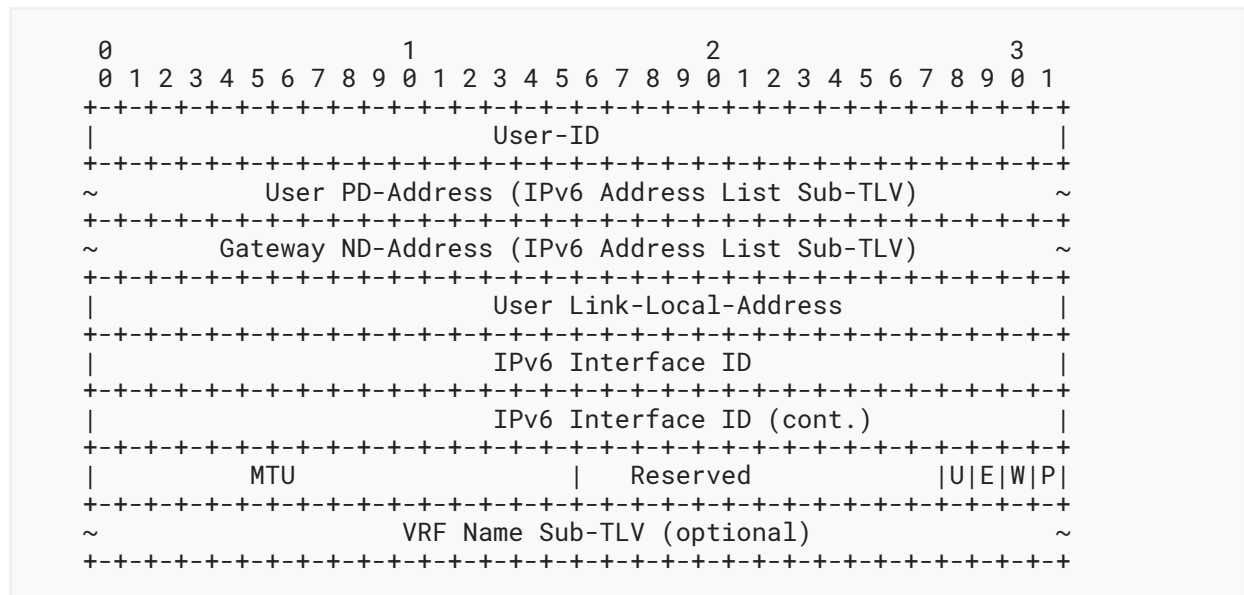 0                   1                   2                   3
 0 1 2 3 4 5 6 7 8 9 0 1 2 3 4 5 6 7 8 9 0 1 2 3 4 5 6 7 8 9 0 1
+-+-+-+-+-+-+-+-+-+-+-+-+-+-+-+-+-+-+-+-+-+-+-+-+-+-+-+-+-+-+-+-+
|                          User-ID                              |
+-+-+-+-+-+-+-+-+-+-+-+-+-+-+-+-+-+-+-+-+-+-+-+-+-+-+-+-+-+-+-+-+
~           User PD-Address (IPv6 Address List Sub-TLV)         ~
+-+-+-+-+-+-+-+-+-+-+-+-+-+-+-+-+-+-+-+-+-+-+-+-+-+-+-+-+-+-+-+-+
~        Gateway ND-Address (IPv6 Address List Sub-TLV)         ~
+-+-+-+-+-+-+-+-+-+-+-+-+-+-+-+-+-+-+-+-+-+-+-+-+-+-+-+-+-+-+-+-+
|                          User Link-Local-Address              |
+-+-+-+-+-+-+-+-+-+-+-+-+-+-+-+-+-+-+-+-+-+-+-+-+-+-+-+-+-+-+-+-+
|                          IPv6 Interface ID                    |
+-+-+-+-+-+-+-+-+-+-+-+-+-+-+-+-+-+-+-+-+-+-+-+-+-+-+-+-+-+-+-+-+
|                          IPv6 Interface ID (cont.)            |
+-+-+-+-+-+-+-+-+-+-+-+-+-+-+-+-+-+-+-+-+-+-+-+-+-+-+-+-+-+-+-+-+
|          MTU                  |   Reserved            |U|E|W|P|
+-+-+-+-+-+-+-+-+-+-+-+-+-+-+-+-+-+-+-+-+-+-+-+-+-+-+-+-+-+-+-+-+
~                    VRF Name Sub-TLV (optional)                ~
+-+-+-+-+-+-+-+-+-+-+-+-+-+-+-+-+-+-+-+-+-+-+-+-+-+-+-+-+-+-+-+-+